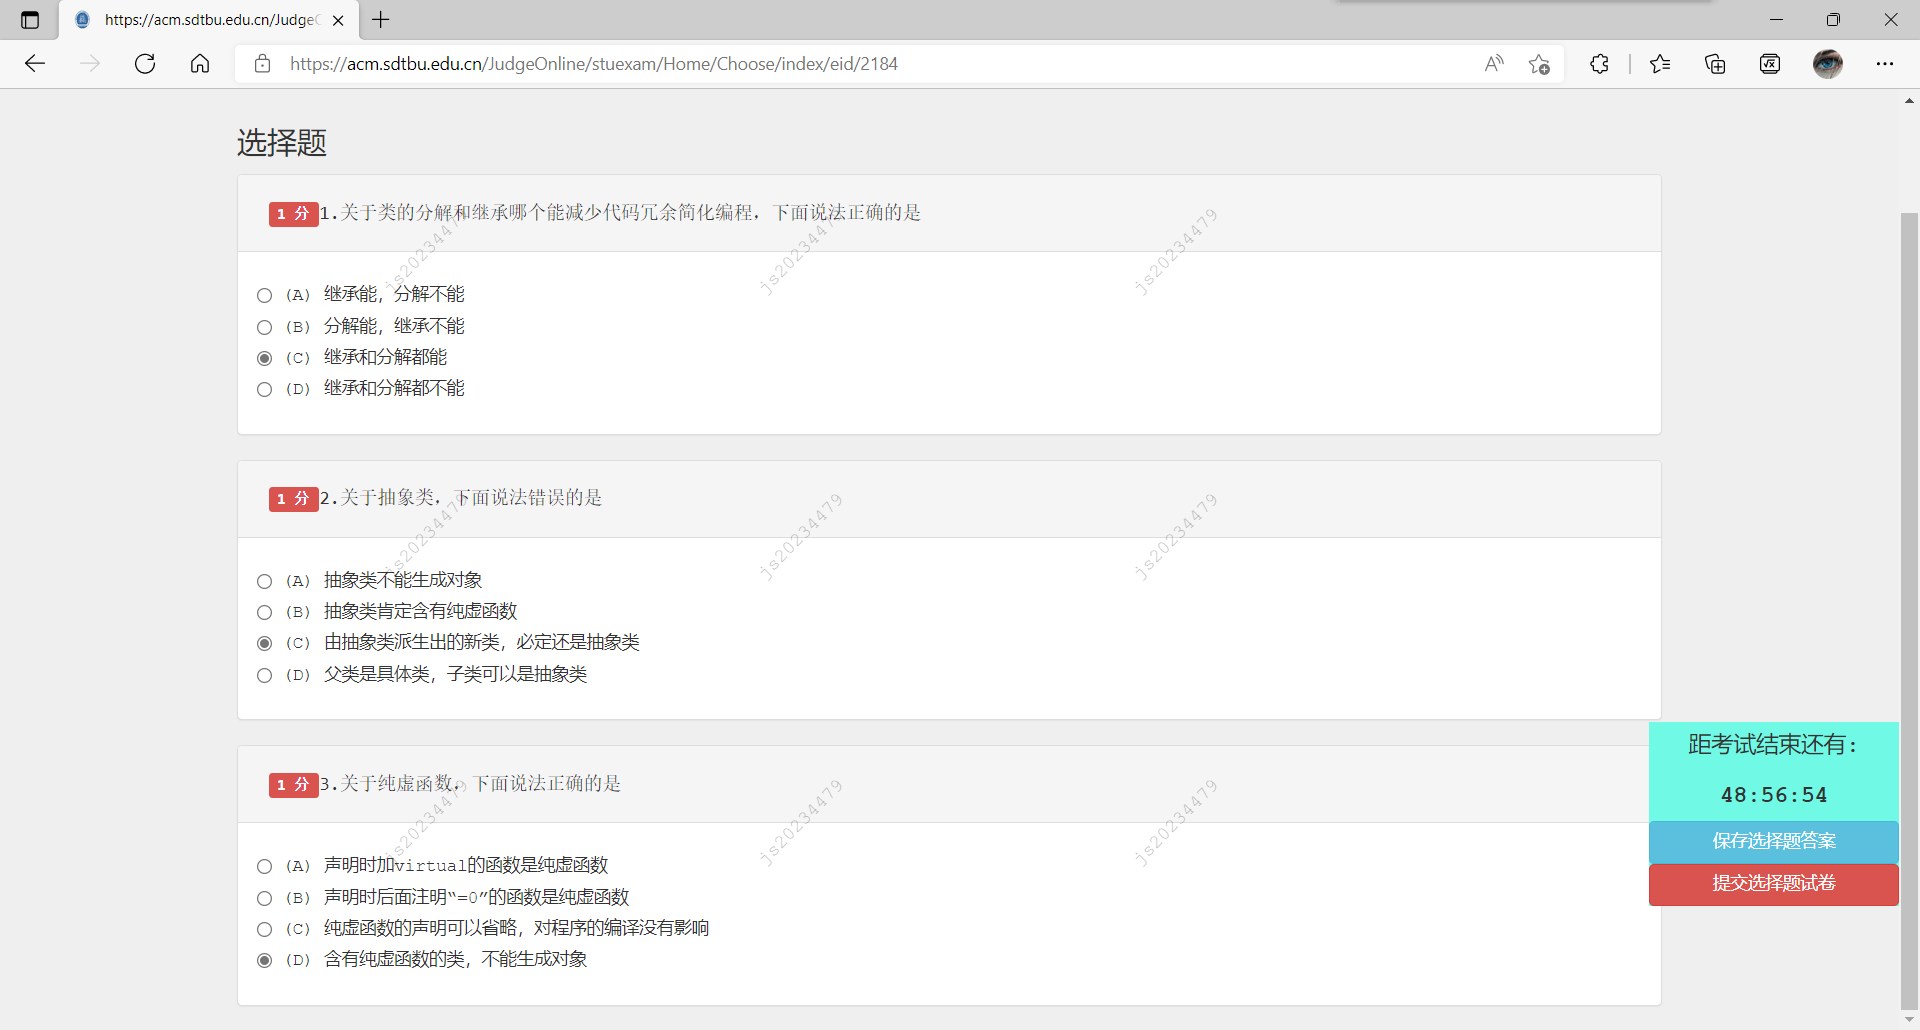 https://acm.sdtbu.edu.cn/Judge
https://acm.sdtbu.edu.cn/JudgeOnline/stuexam/Home/Choose/index/eid/2184
选择题
1 分 1.关于类的分解和继承哪个能减少代码冗余简化编程，下面说法正确的是
js20234479 js20234479 js20234479
(A) 继承能，分解不能
(B) 分解能，继承不能
(C) 继承和分解都能
(D) 继承和分解都不能
1 分 2.关于抽象类，下面说法错误的是
js20234479 js20234479 js20234479
(A) 抽象类不能生成对象
(B) 抽象类肯定含有纯虚函数
(C) 由抽象类派生出的新类，必定还是抽象类
(D) 父类是具体类，子类可以是抽象类
1 分 3.关于纯虚函数，下面说法正确的是
js20234479 js20234479 js20234479
(A) 声明时加virtual的函数是纯虚函数
(B) 声明时后面注明“=0”的函数是纯虚函数
(C) 纯虚函数的声明可以省略，对程序的编译没有影响
(D) 含有纯虚函数的类，不能生成对象
距考试结束还有：
48:56:54
保存选择题答案
提交选择题试卷